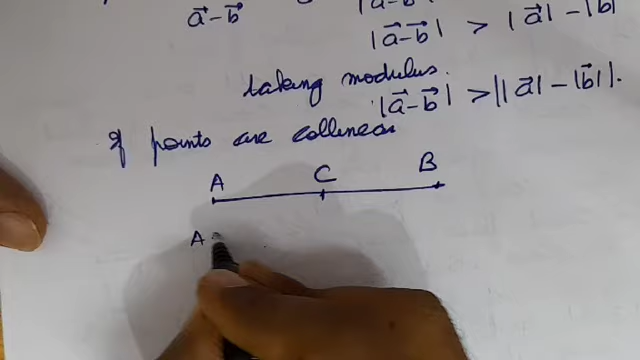 |a⃗-b⃗|
a⃗-b⃗
|a⃗-b⃗| > |a⃗| - |b|
taking modulus.
|a⃗-b⃗| > ||a⃗| - |b⃗||.
If points are collinear
A C B
A